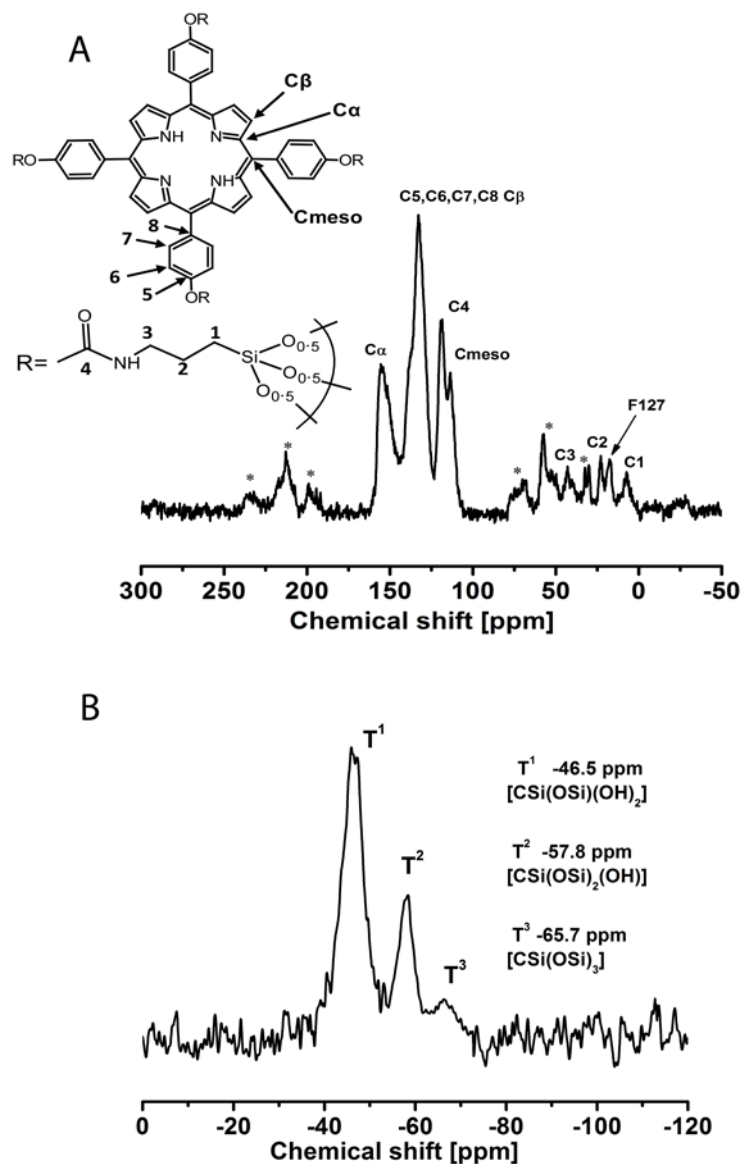 A
OR
Cβ
Cα
NH
N
RO
OR
N
NH
Cmeso
8
7
6
5
OR
C5,C6,C7,C8 Cβ
C4
Cα
Cmeso
O
R=
4
NH
3
2
1
Si
O0·5
O0·5
O0·5
F127
*
*
*
*
*
C3
*
C2
C1
300 250 200 150 100 50 0 -50
Chemical shift [ppm]
B
T1
T2
T3
T1 -46.5 ppm
[CSi(OSi)(OH)2]
T2 -57.8 ppm
[CSi(OSi)2(OH)]
T3 -65.7 ppm
[CSi(OSi)3]
0 -20 -40 -60 -80 -100 -120
Chemical shift [ppm]